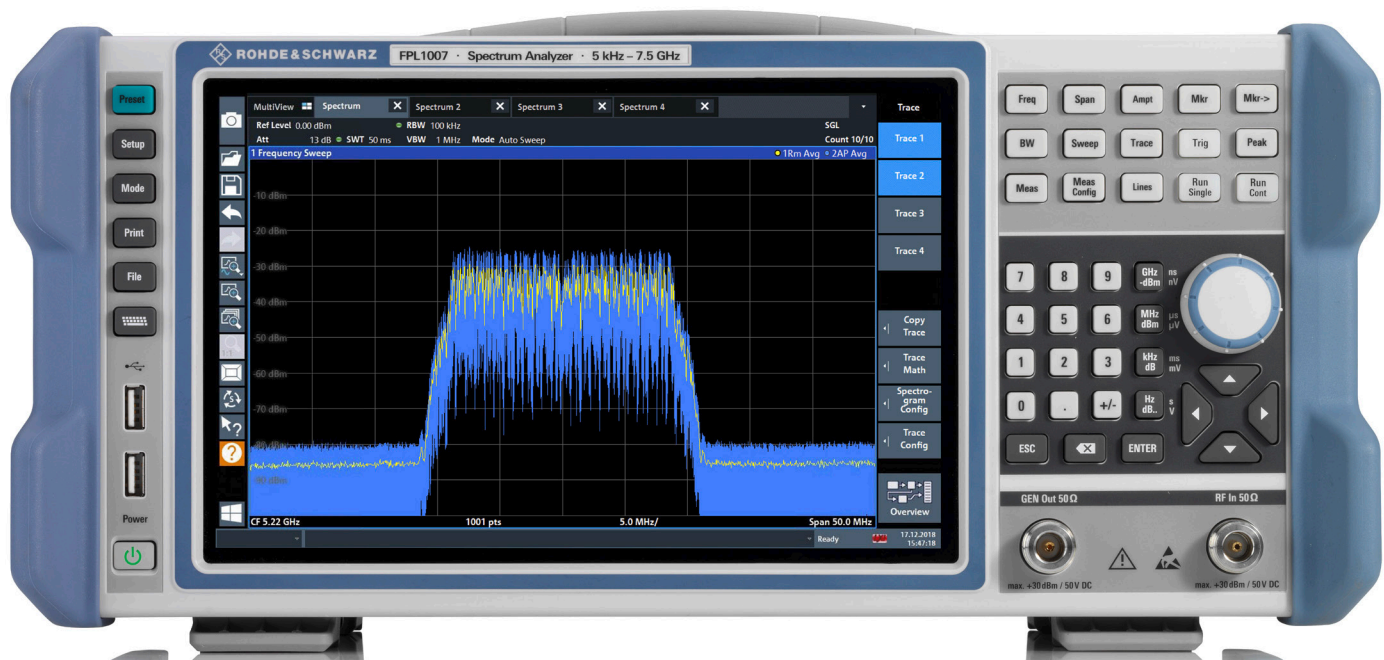 ROHDE&SCHWARZ
FPL1007 · Spectrum Analyzer · 5 kHz – 7.5 GHz
Preset
Setup
Mode
Print
File
Power
MultiView Spectrum X Spectrum 2 X Spectrum 3 X Spectrum 4 X
Ref Level 0.00 dBm RBW 100 kHz SGL
Att 13 dB SWT 50 ms VBW 1 MHz Mode Auto Sweep Count 10/10
1 Frequency Sweep 1Rm Avg 2AP Avg
-10 dBm
-20 dBm
-30 dBm
-40 dBm
-50 dBm
-60 dBm
-70 dBm
-80 dBm
-90 dBm
CF 5.22 GHz 1001 pts 5.0 MHz/ Span 50.0 MHz
Ready
17.12.2018
15:47:18
1:1
S
?
?
Trace
Trace 1
Trace 2
Trace 3
Trace 4
Copy
Trace
Trace
Math
Spectro-
gram
Config
Trace
Config
Overview
Freq Span Ampt Mkr Mkr->
BW Sweep Trace Trig Peak
Meas Meas Config Lines Run Single Run Cont
7 8 9 GHz -dBm ns nV
4 5 6 MHz dBm µs µV
1 2 3 kHz dB ms mV
0 . +/- Hz dB.. s V
ESC ENTER
GEN Out 50 Ω RF In 50 Ω
max. +30 dBm / 50 V DC max. +30 dBm / 50 V DC